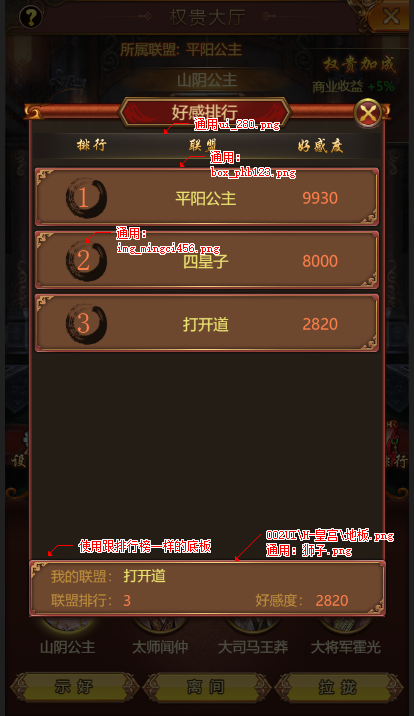 ?
权贵大厅
所属联盟：平阳公主
权贵加成
山阴公主
商业收益 +5%
好感排行
通用ui_280.png
排行 联盟 好感度
通用：
box_phb123.png
1 平阳公主 9930
通用：
img_mingci456.png
2 四皇子 8000
3 打开道 2820
设
排行
使用跟排行榜一样的底板
002UI\H-皇宫\地板.png
通用：狮子.png
我的联盟： 打开道
联盟排行： 3 好感度： 2820
山阴公主 太师闻仲 大司马王莽 大将军霍光
示好 离间 拉拢